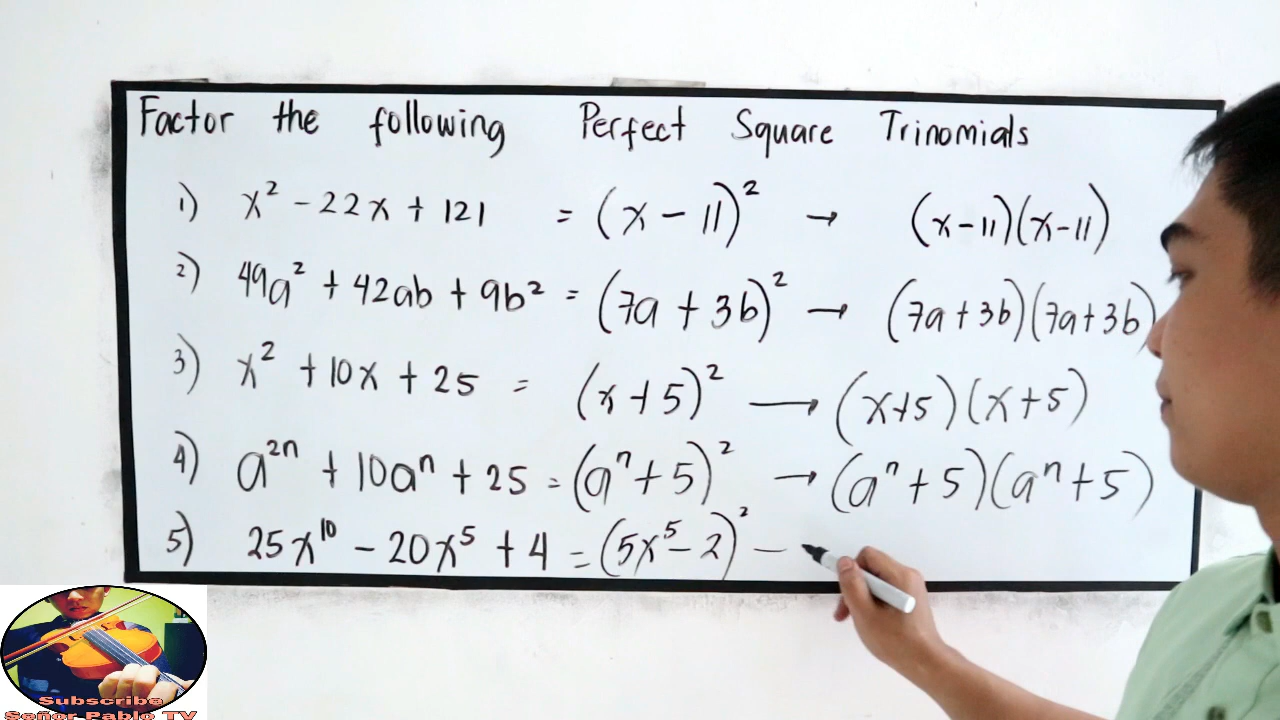 Factor the following Perfect Square Trinomials
1) x² - 22x + 121 = (x - 11)² → (x-11)(x-11)
2) 49a² + 42ab + 9b² = (7a + 3b)² → (7a+3b)(7a+3b)
3) x² + 10x + 25 = (x+5)² → (x+5)(x+5)
4) a²ⁿ + 10aⁿ + 25 = (aⁿ+5)² → (aⁿ+5)(aⁿ+5)
5) 25x¹⁰ - 20x⁵ + 4 = (5x⁵-2)² —
Subscribe
Señor Pablo TV